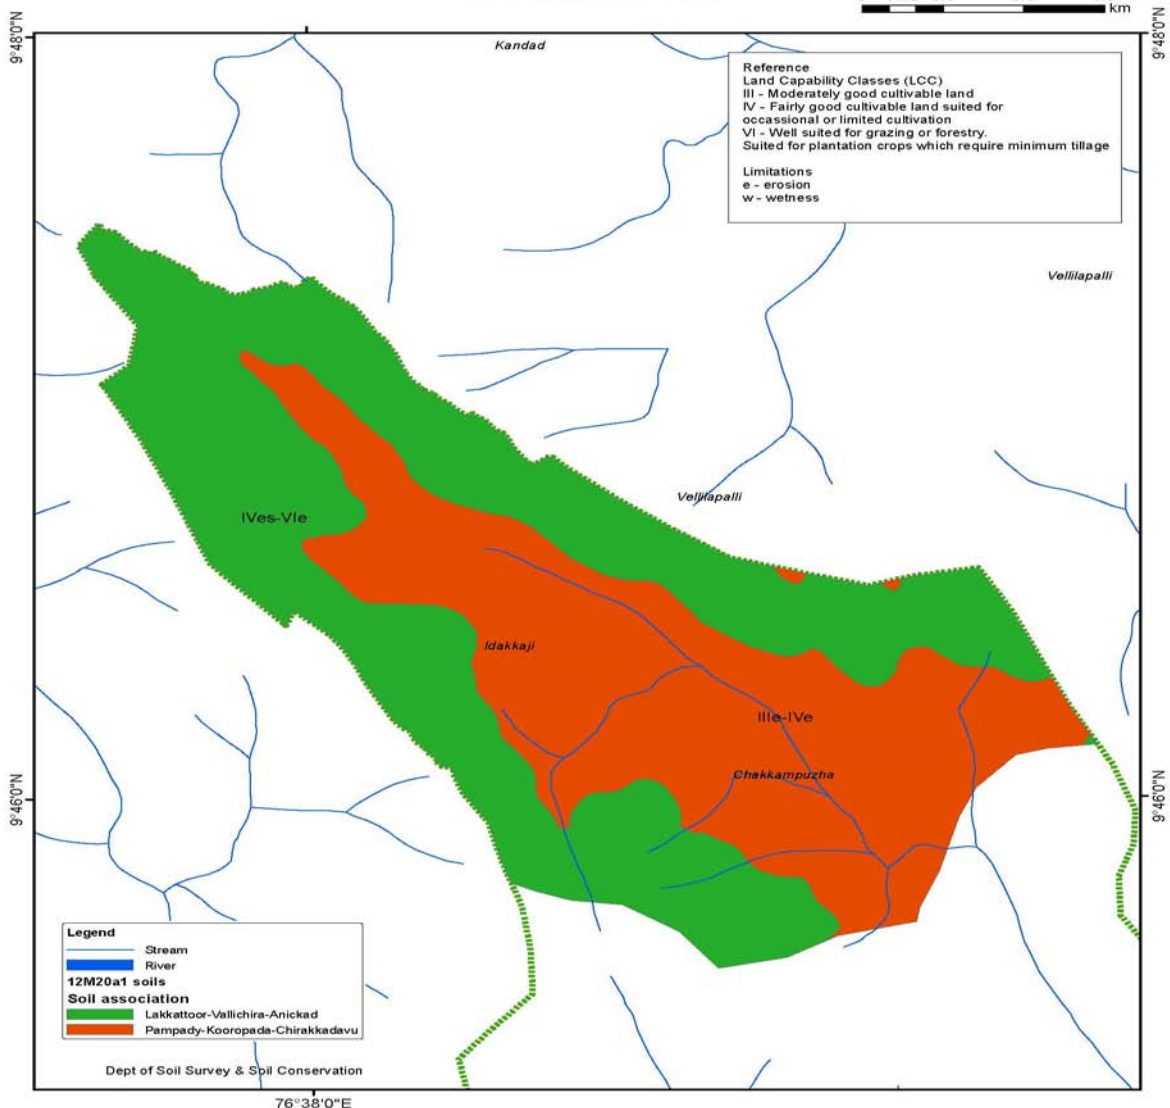 km
9°48'0"N
9°48'0"N
Kandad
Reference
Land Capability Classes (LCC)
III - Moderately good cultivable land
IV - Fairly good cultivable land suited for
occassional or limited cultivation
VI - Well suited for grazing or forestry.
Suited for plantation crops which require minimum tillage
Limitations
e - erosion
w - wetness
Vellilapalli
Vellilapalli
IVes-VIe
Idakkaji
IIIe-IVe
Chakkampuzha
9°46'0"N
9°46'0"N
Legend
Stream
River
12M20a1 soils
Soil association
Lakkattoor-Vallichira-Anickad
Pampady-Kooropada-Chirakkadavu
Dept of Soil Survey & Soil Conservation
76°38'0"E